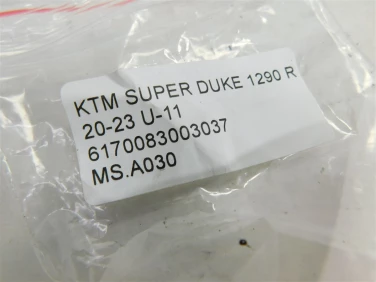 KTM SUPER DUKE 1290 R
20-23 U-11
6170083003037
MS.A030